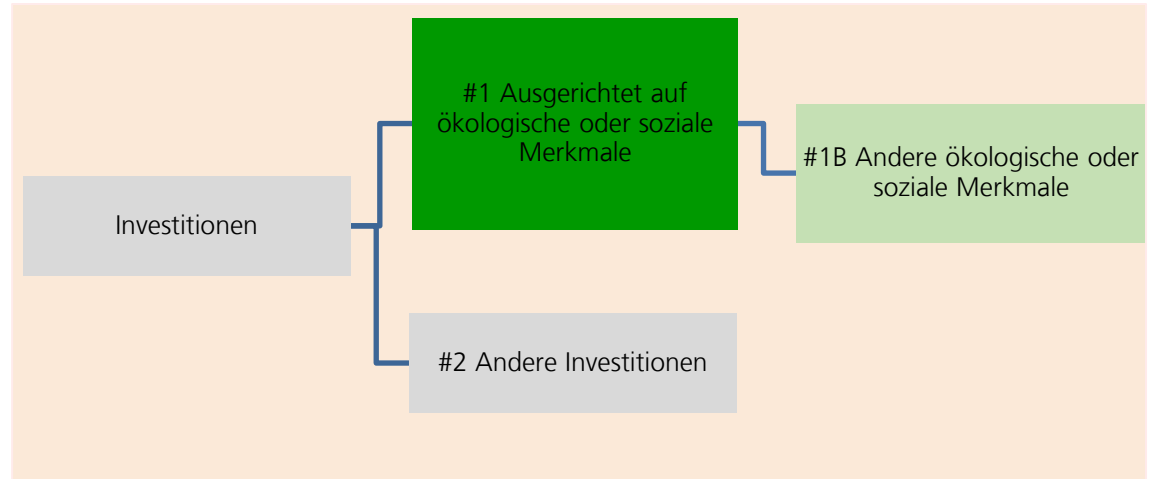 #1 Ausgerichtet auf
ökologische oder soziale
Merkmale
#1B Andere ökologische oder
soziale Merkmale
Investitionen
#2 Andere Investitionen